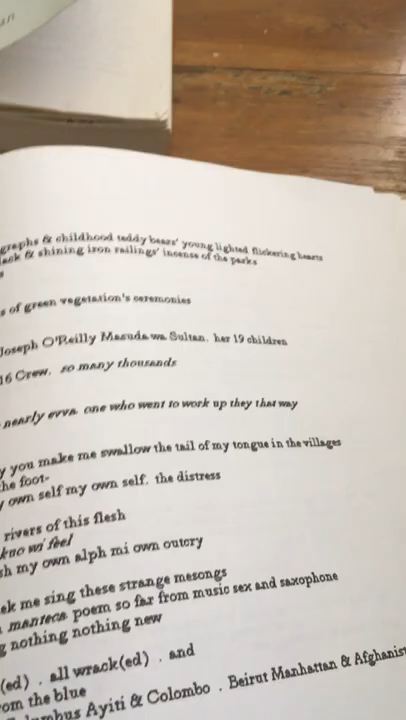 graphs & childhood teddy bears' young lighted flickering hearts
ack & shining iron railings' incense of the parks
s
s of green vegetation's ceremonies
Joseph O'Reilly Masuda wa Sultan. her 19 children
16 Crew. so many thousands
nearly evva one who went to work up they that way
y you make me swallow the tail of my tongue in the villages
the foot-
y own self my own self. the distress
rivers of this flesh
kno wi feel
sh my own alph mi own outcry
ek me sing these strange mesongs
manteca poem so far from music sex and saxophone
g nothing nothing new
(ed) . all wrack(ed) . and
om the blue
lumbus Ayiti & Colombo . Beirut Manhattan & Afghanist